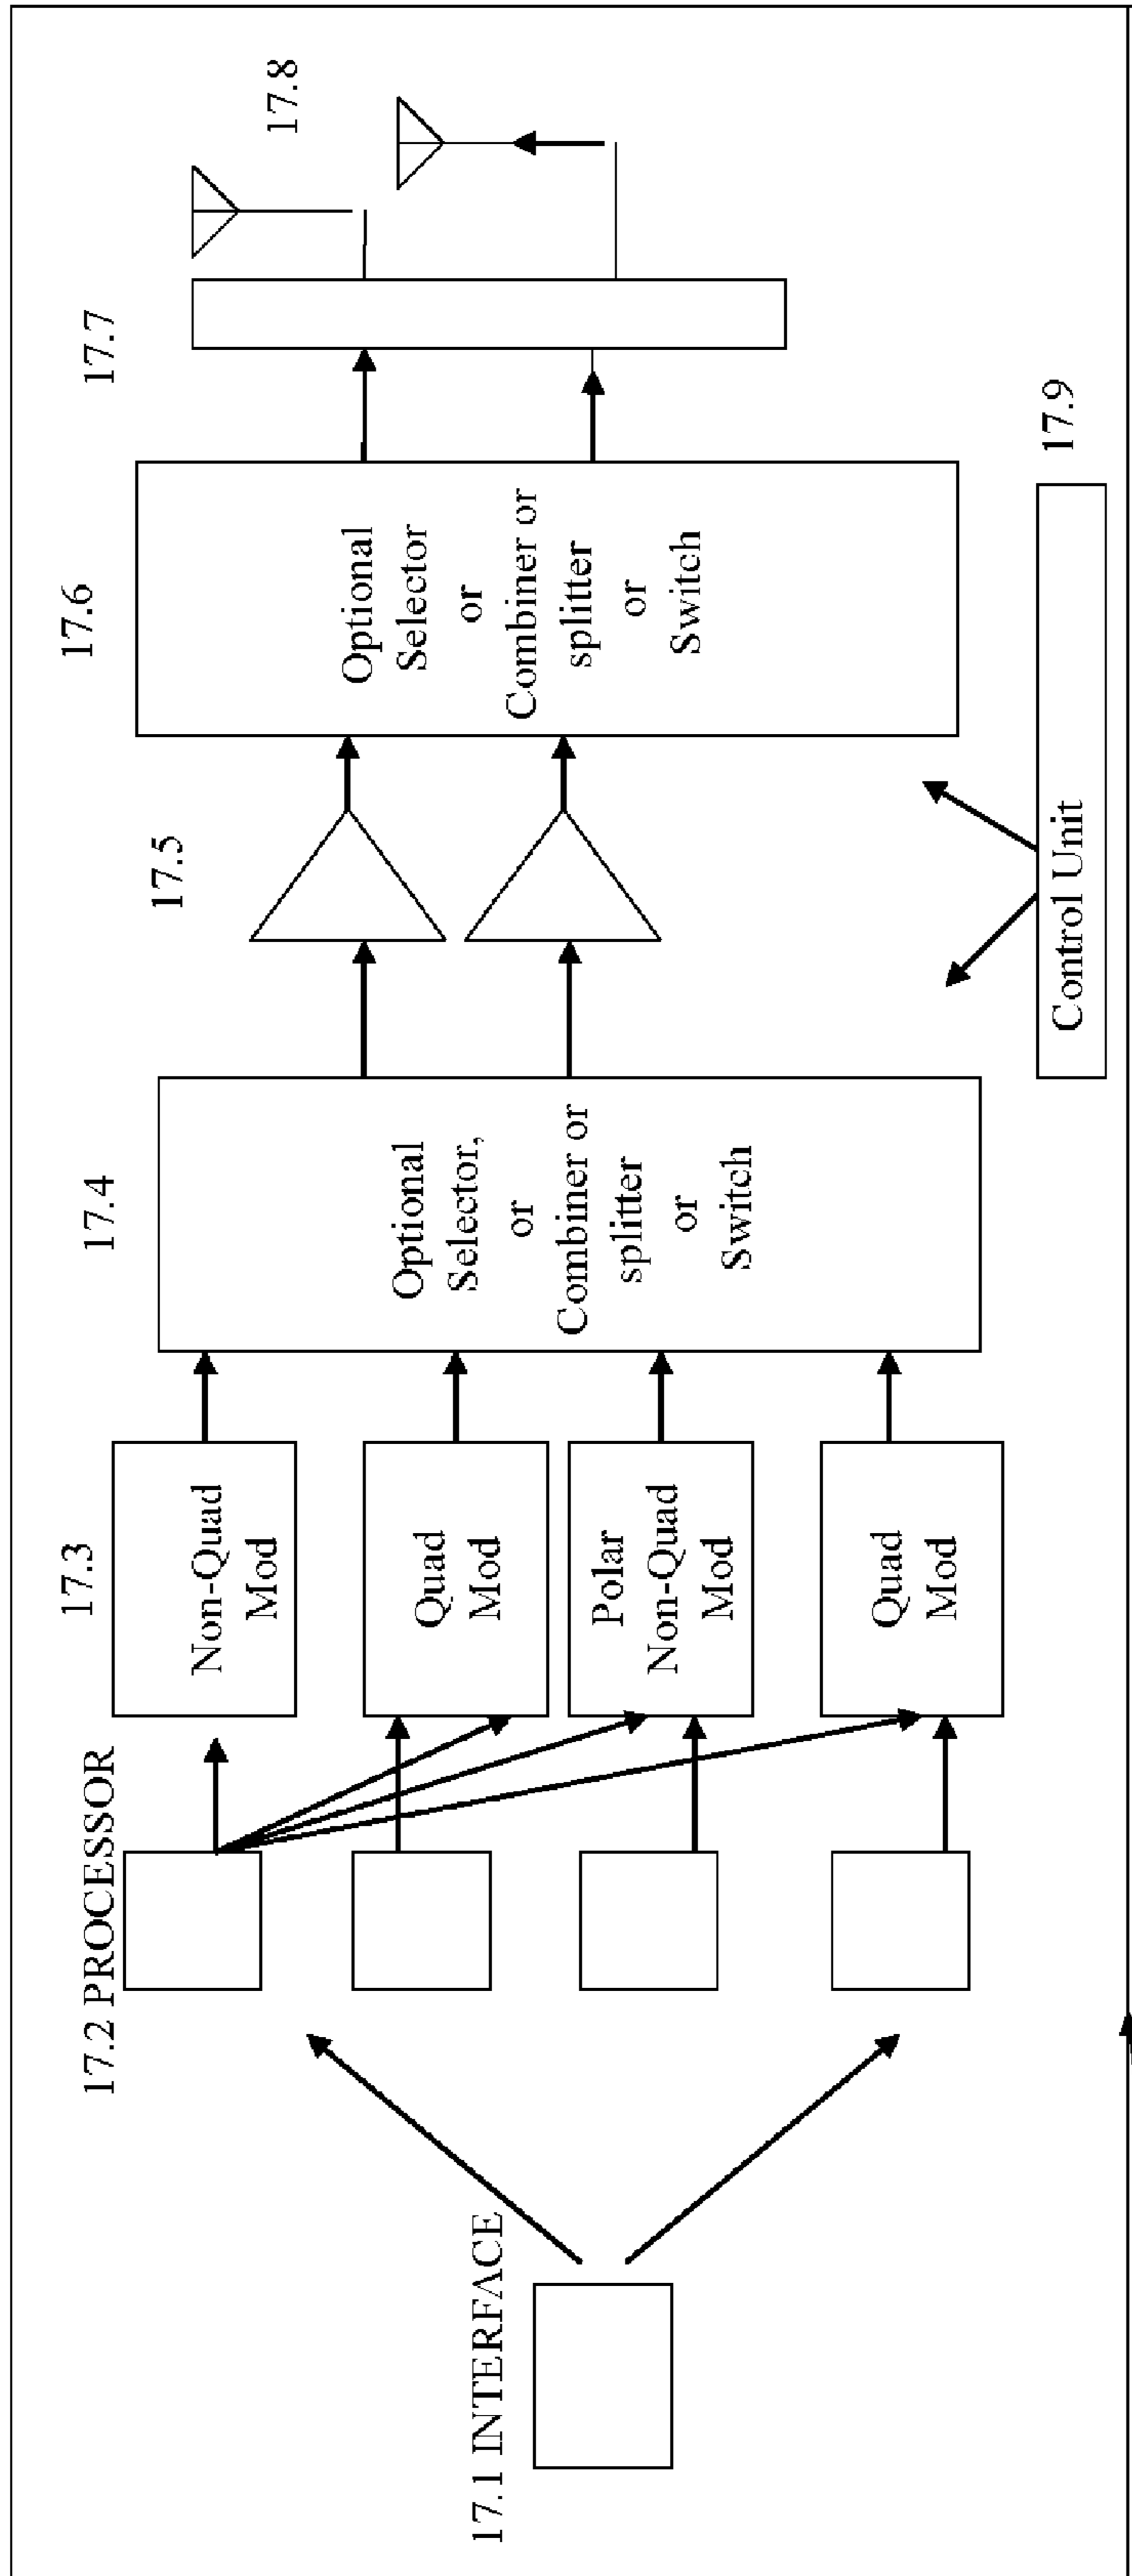 17.1 INTERFACE
17.2 PROCESSOR
17.3
Non-Quad
Mod
Quad
Mod
Polar
Non-Quad
Mod
Quad
Mod
17.4
Optional
Selector,
or
Combiner or
splitter
or
Switch
17.5
17.6
Optional
Selector
or
Combiner or
splitter
or
Switch
17.7
17.8
Control Unit
17.9